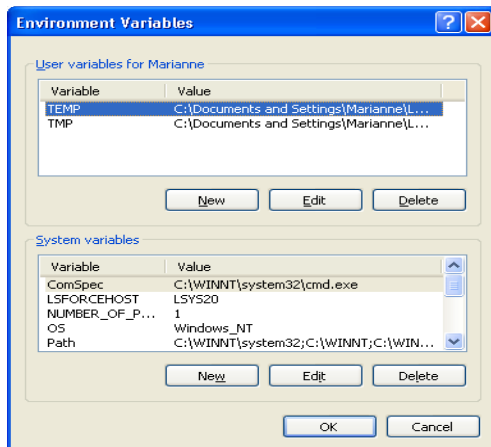 Environment Variables
User variables for Marianne
Variable Value
TEMP C:\Documents and Settings\Marianne\L...
TMP C:\Documents and Settings\Marianne\L...
New Edit Delete
System variables
Variable Value
ComSpec C:\WINNT\system32\cmd.exe
LSFORCEHOST LSYS20
NUMBER_OF_P... 1
OS Windows_NT
Path C:\WINNT\system32;C:\WINNT;C:\WIN...
New Edit Delete
OK Cancel